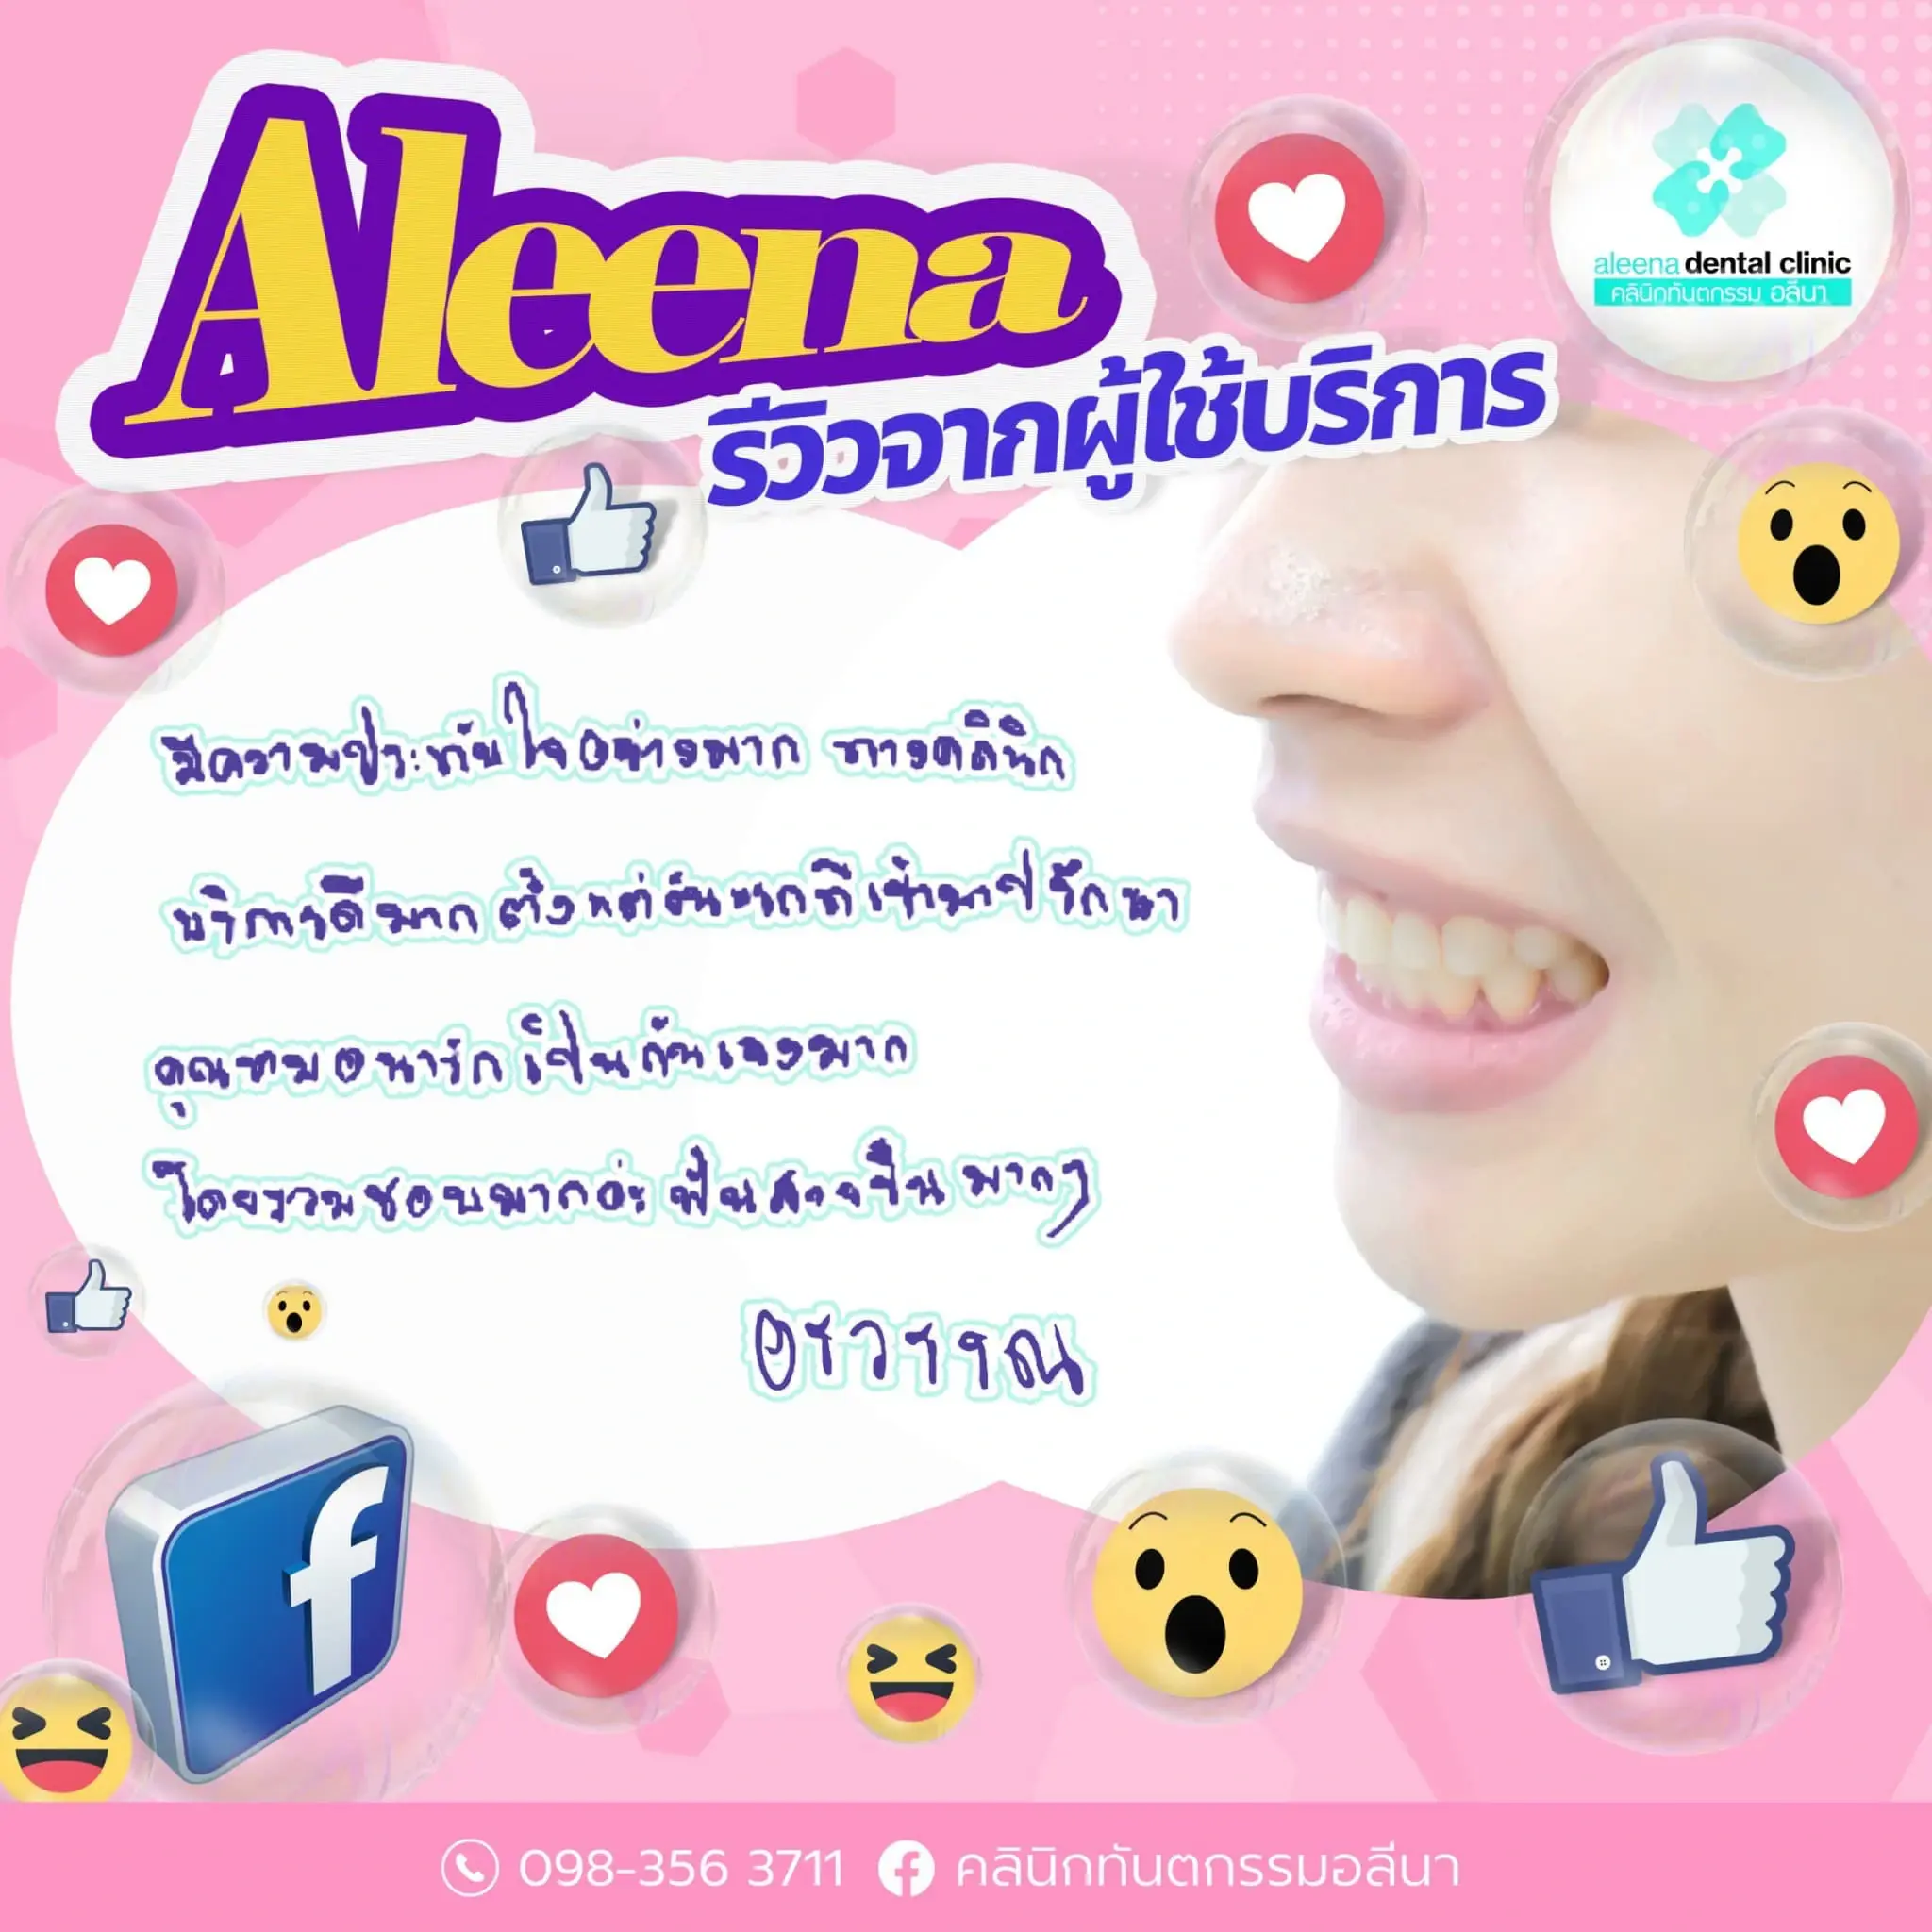 Aleena
aleena dental clinic
คลินิกทันตกรรม อลีนา
รีวิวจากผู้ใช้บริการ
มีความประทับใจอย่างมาก ทางคลินิก
บริการดีมาก ตั้งแต่วันแรกที่เข้ามารักษา
คุณหมอน่ารักเป็นกันเองมาก
โดยรวมชอบมากค่ะ ฟันสวยขึ้นมากๆ
อรวรรณ
098-356 3711 คลินิกทันตกรรมอลีนา